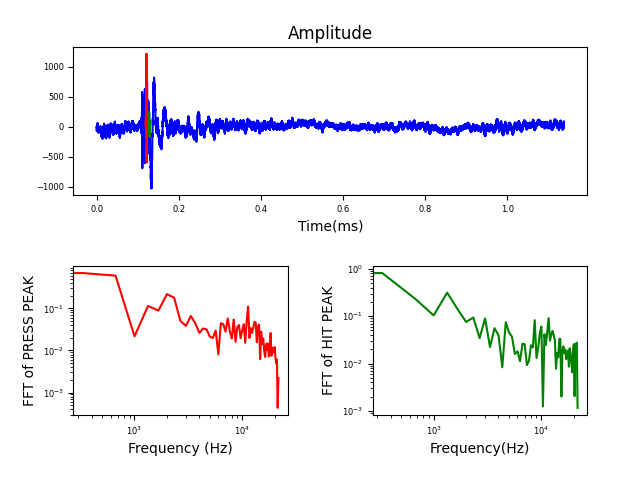 Amplitude
1000
500
0
−500
−1000
0.0 0.2 0.4 0.6 0.8 1.0
Time(ms)
FFT of PRESS PEAK
10⁻¹
10⁻²
10⁻³
10³ 10⁴
Frequency (Hz)
FFT of HIT PEAK
10⁰
10⁻¹
10⁻²
10⁻³
10³ 10⁴
Frequency(Hz)